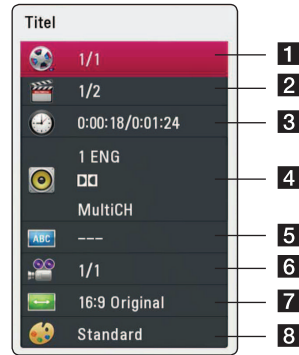 Titel
1/1 1
1/2 2
0:00:18/0:01:24 3
1 ENG
DD 4
MultiCH
ABC --- 5
1/1 6
16:9 Original 7
Standard 8